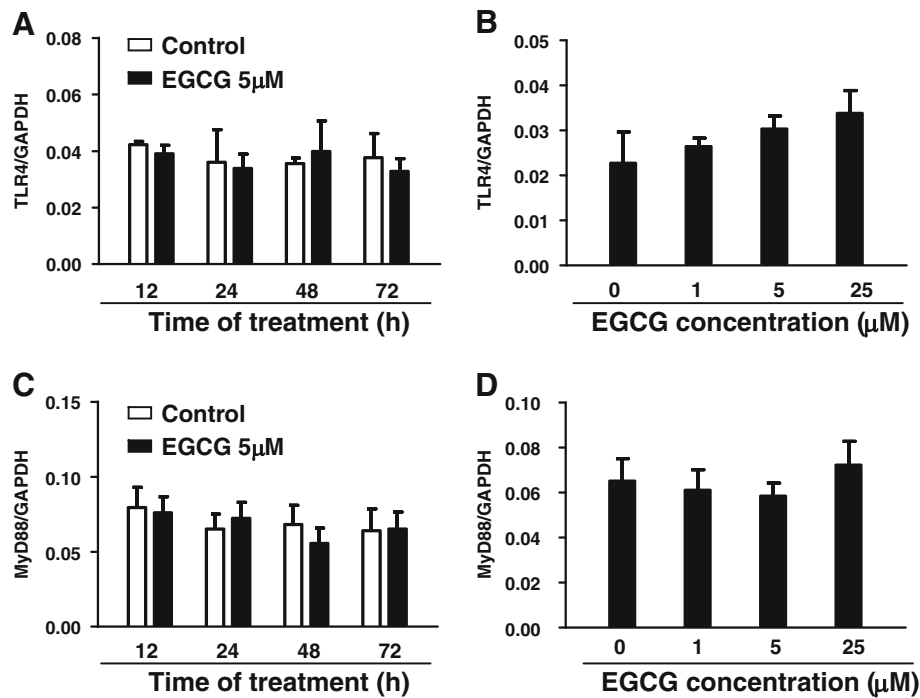 A
TLR4/GAPDH
0.08
0.06
0.04
0.02
0.00
Control
EGCG 5μM
12 24 48 72
Time of treatment (h)
B
TLR4/GAPDH
0.05
0.04
0.03
0.02
0.01
0.00
0 1 5 25
EGCG concentration (μM)
C
MyD88/GAPDH
0.15
0.10
0.05
0.00
Control
EGCG 5μM
12 24 48 72
Time of treatment (h)
D
MyD88/GAPDH
0.10
0.08
0.06
0.04
0.02
0.00
0 1 5 25
EGCG concentration (μM)